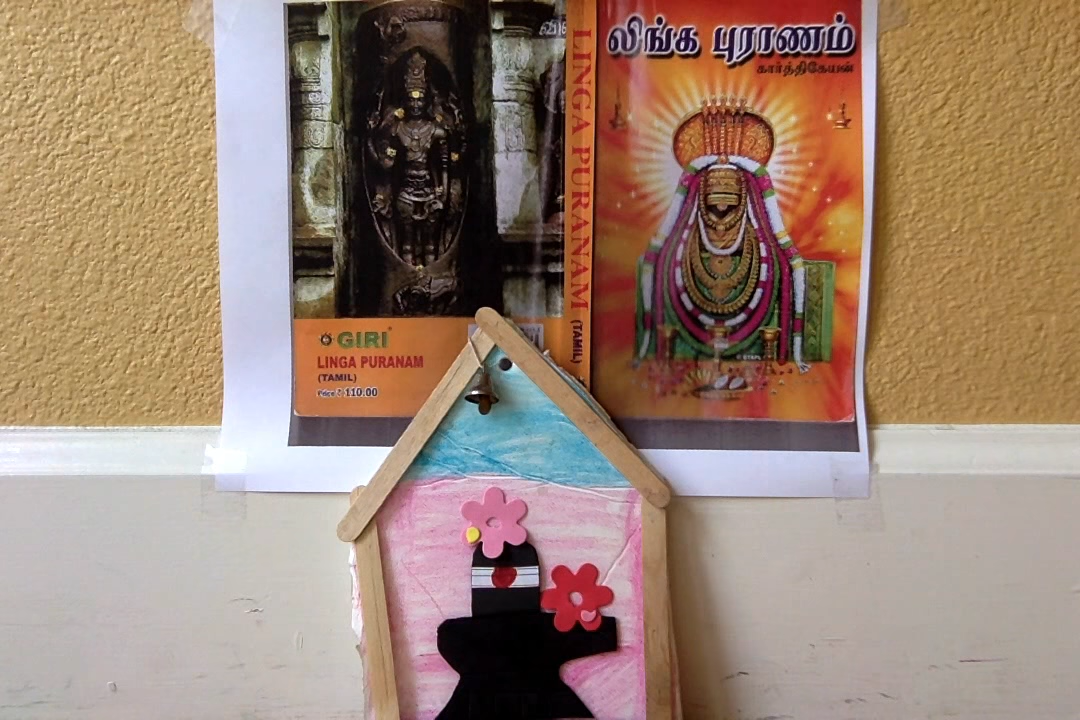 லிங்க புராணம்
கார்த்திகேயன்
LINGA PURANAM (TAMIL)
GIRI
LINGA PURANAM
(TAMIL)
Price ₹ 110.00